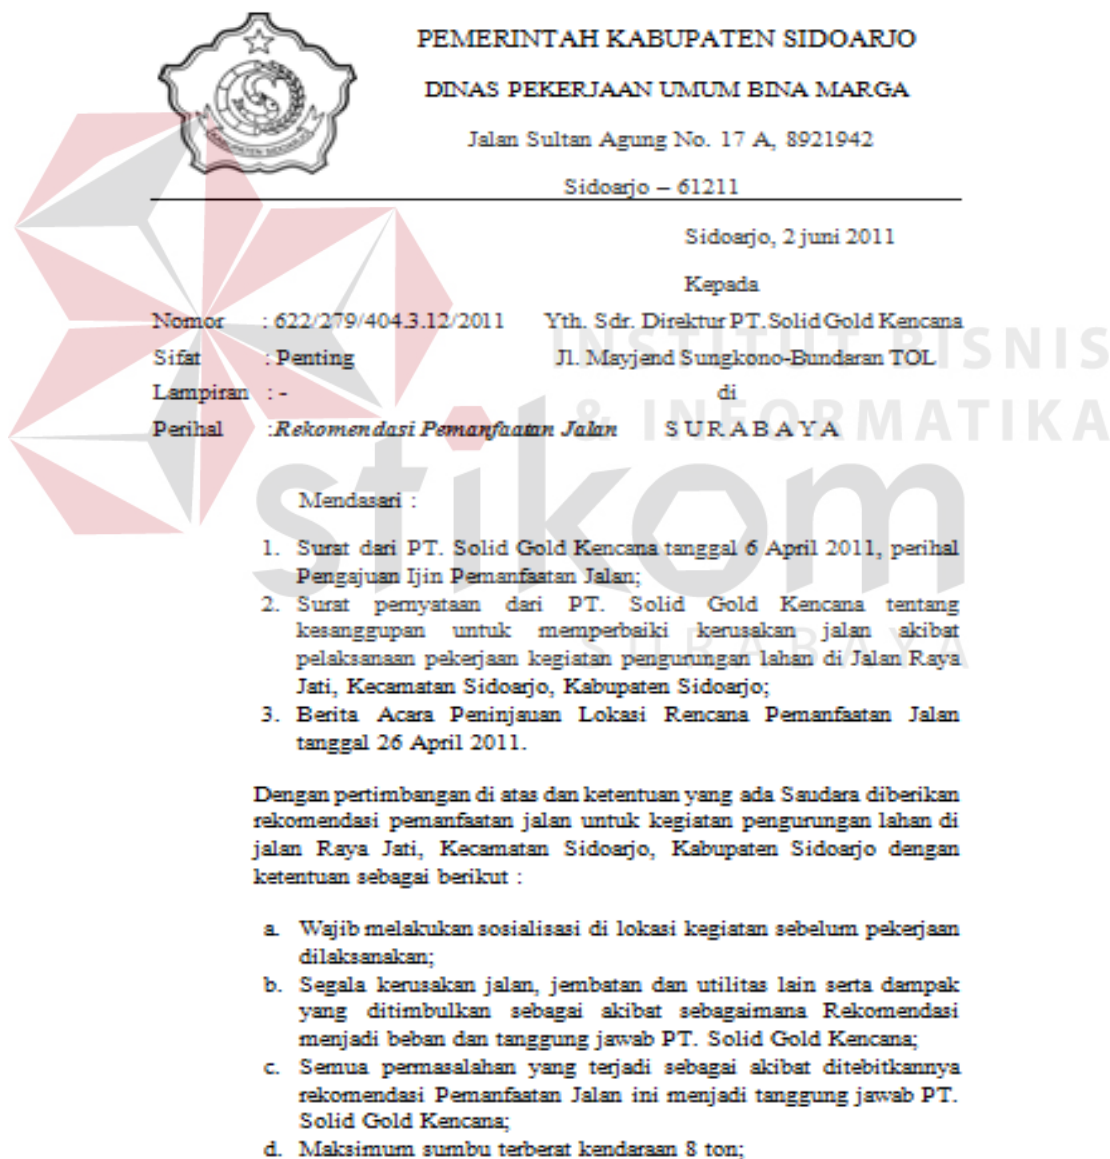 PEMERINTAH KABUPATEN SIDOARJO
DINAS PEKERJAAN UMUM BINA MARGA
Jalan Sultan Agung No. 17 A, 8921942
Sidoarjo – 61211
KABUPATEN SIDOARJO
Sidoarjo, 2 juni 2011
Kepada
Nomor : 622/279/404.3.12/2011 Yth. Sdr. Direktur PT.Solid Gold Kencana
Sifat : Penting Jl. Mayjend Sungkono-Bundaran TOL
Lampiran : - di
Perihal :Rekomendasi Pemanfaatan Jalan S U R A B A Y A
INSTITUT BISNIS
& INFORMATIKA
stikom
SURABAYA
Mendasari :
1. Surat dari PT. Solid Gold Kencana tanggal 6 April 2011, perihal
Pengajuan Ijin Pemanfaatan Jalan;
2. Surat pernyataan dari PT. Solid Gold Kencana tentang
kesanggupan untuk memperbaiki kerusakan jalan akibat
pelaksanaan pekerjaan kegiatan pengurungan lahan di Jalan Raya
Jati, Kecamatan Sidoarjo, Kabupaten Sidoarjo;
3. Berita Acara Peninjauan Lokasi Rencana Pemanfaatan Jalan
tanggal 26 April 2011.
Dengan pertimbangan di atas dan ketentuan yang ada Saudara diberikan
rekomendasi pemanfaatan jalan untuk kegiatan pengurungan lahan di
jalan Raya Jati, Kecamatan Sidoarjo, Kabupaten Sidoarjo dengan
ketentuan sebagai berikut :
a. Wajib melakukan sosialisasi di lokasi kegiatan sebelum pekerjaan
dilaksanakan;
b. Segala kerusakan jalan, jembatan dan utilitas lain serta dampak
yang ditimbulkan sebagai akibat sebagaimana Rekomendasi
menjadi beban dan tanggung jawab PT. Solid Gold Kencana;
c. Semua permasalahan yang terjadi sebagai akibat ditebitkannya
rekomendasi Pemanfaatan Jalan ini menjadi tanggung jawab PT.
Solid Gold Kencana;
d. Maksimum sumbu terberat kendaraan 8 ton;